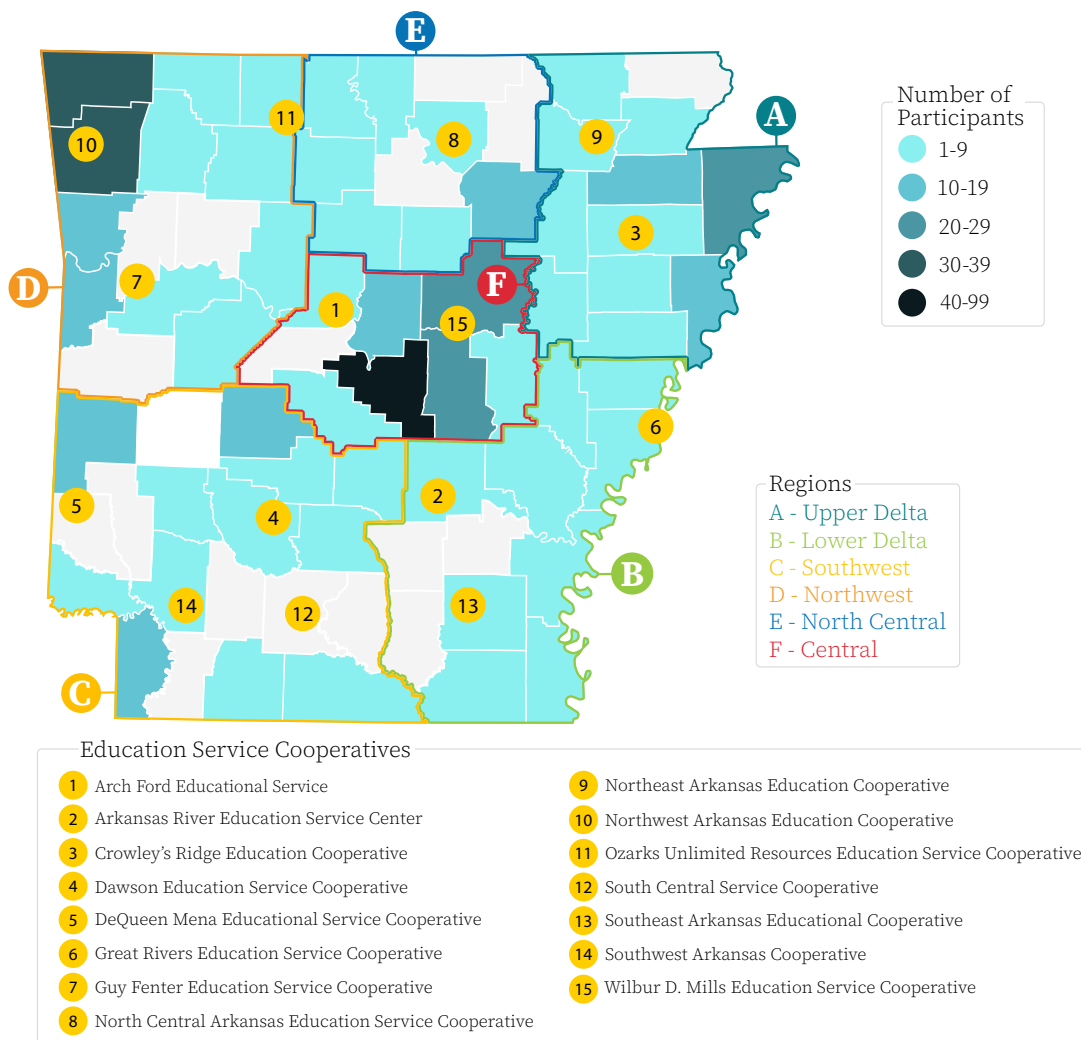 E
11
10
8
9
A
Number of
Participants
1-9
10-19
20-29
30-39
40-99
3
D
7
F
1
15
6
5
2
4
Regions
A - Upper Delta
B - Lower Delta
C - Southwest
D - Northwest
E - North Central
F - Central
B
14
12
13
C
Education Service Cooperatives
1 Arch Ford Educational Service
2 Arkansas River Education Service Center
3 Crowley's Ridge Education Cooperative
4 Dawson Education Service Cooperative
5 DeQueen Mena Educational Service Cooperative
6 Great Rivers Education Service Cooperative
7 Guy Fenter Education Service Cooperative
8 North Central Arkansas Education Service Cooperative
9 Northeast Arkansas Education Cooperative
10 Northwest Arkansas Education Cooperative
11 Ozarks Unlimited Resources Education Service Cooperative
12 South Central Service Cooperative
13 Southeast Arkansas Educational Cooperative
14 Southwest Arkansas Cooperative
15 Wilbur D. Mills Education Service Cooperative